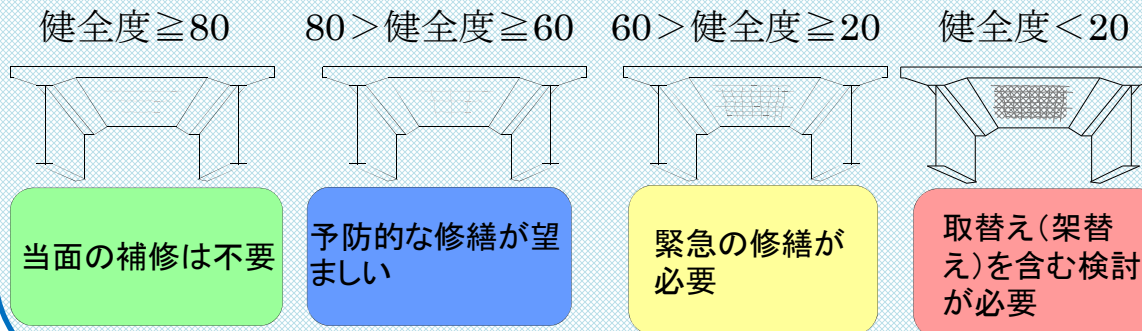 健全度≧80
80＞健全度≧60
60＞健全度≧20
健全度＜20
当面の補修は不要
予防的な修繕が望
ましい
緊急の修繕が
必要
取替え(架替
え)を含む検討
が必要